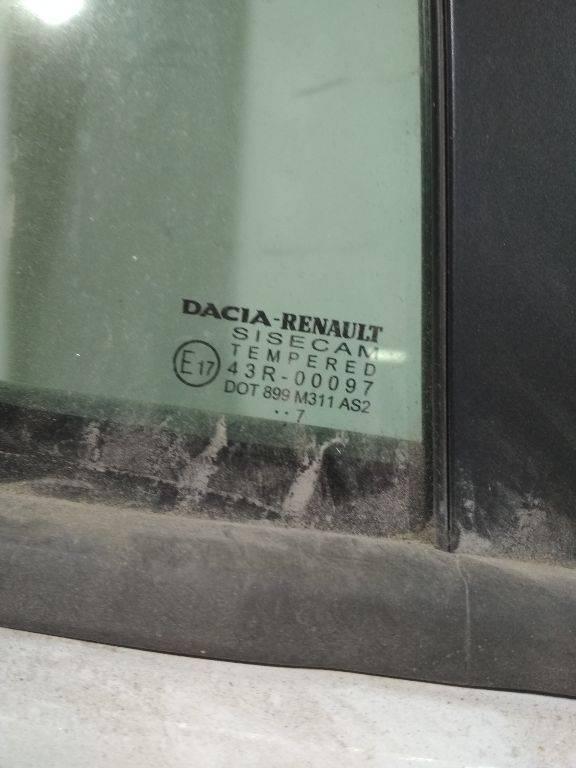 DACIA-RENAULT
SISECAM
TEMPERED
E17 43R-00097
DOT 899 M311 AS2
..7